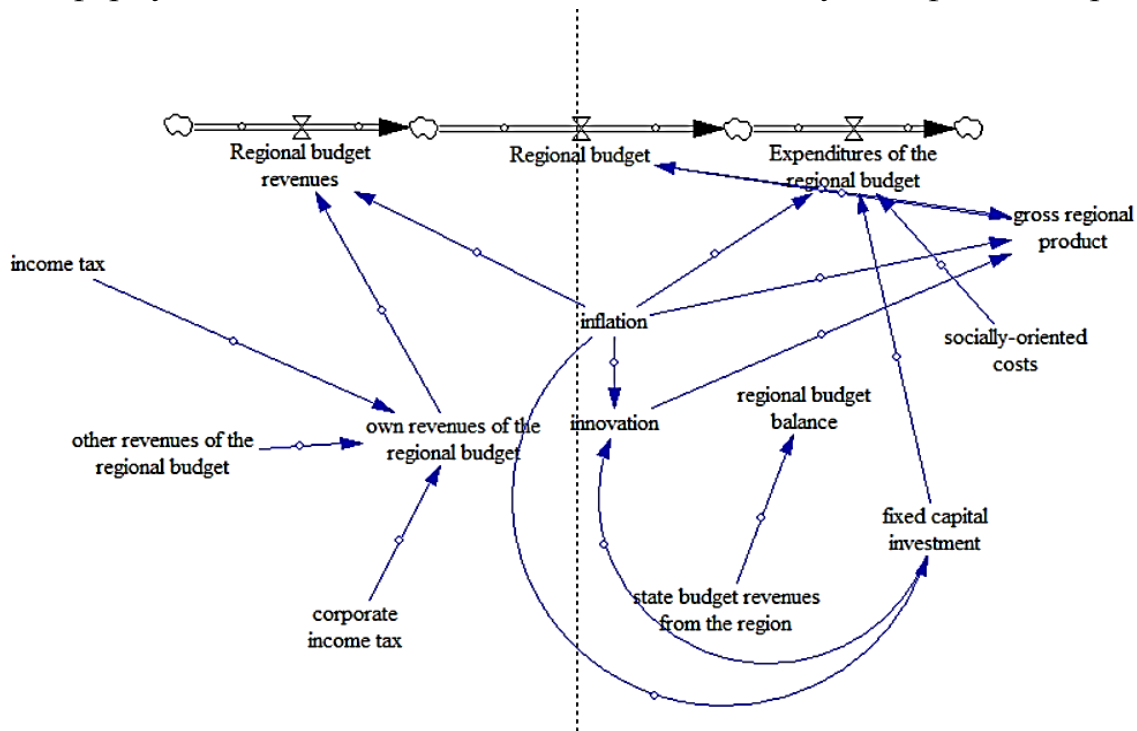 Regional budget
revenues
Regional budget
Expenditures of the
regional budget
gross regional
product
income tax
inflation
socially-oriented
costs
regional budget
balance
innovation
own revenues of the
regional budget
other revenues of the
regional budget
fixed capital
investment
state budget revenues
from the region
corporate
income tax